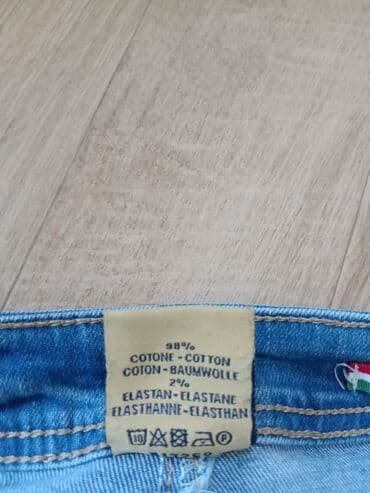 98%
COTONE - COTTON
COTON - BAUMWOLLE
2%
ELASTAN - ELASTANE
ELASTHANNE - ELASTHAN